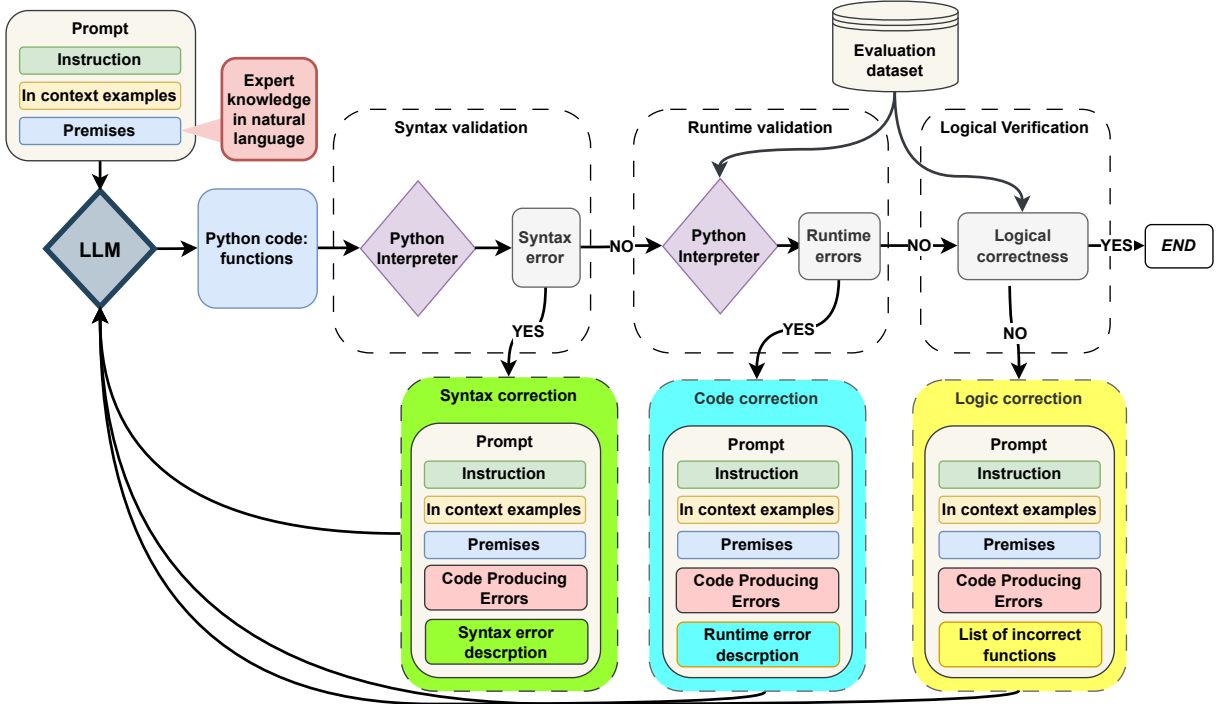 Prompt
Instruction
In context examples
Premises
Expert
knowledge
in natural
language
Evaluation
dataset
Syntax validation
Runtime validation
Logical Verification
LLM
Python code:
functions
Python
Interpreter
Syntax
error
NO
Python
Interpreter
Runtime
errors
NO
Logical
correctness
YES
END
YES
YES
NO
Syntax correction
Prompt
Instruction
In context examples
Premises
Code Producing
Errors
Syntax error
descrption
Code correction
Prompt
Instruction
In context examples
Premises
Code Producing
Errors
Runtime error
descrption
Logic correction
Prompt
Instruction
In context examples
Premises
Code Producing
Errors
List of incorrect
functions